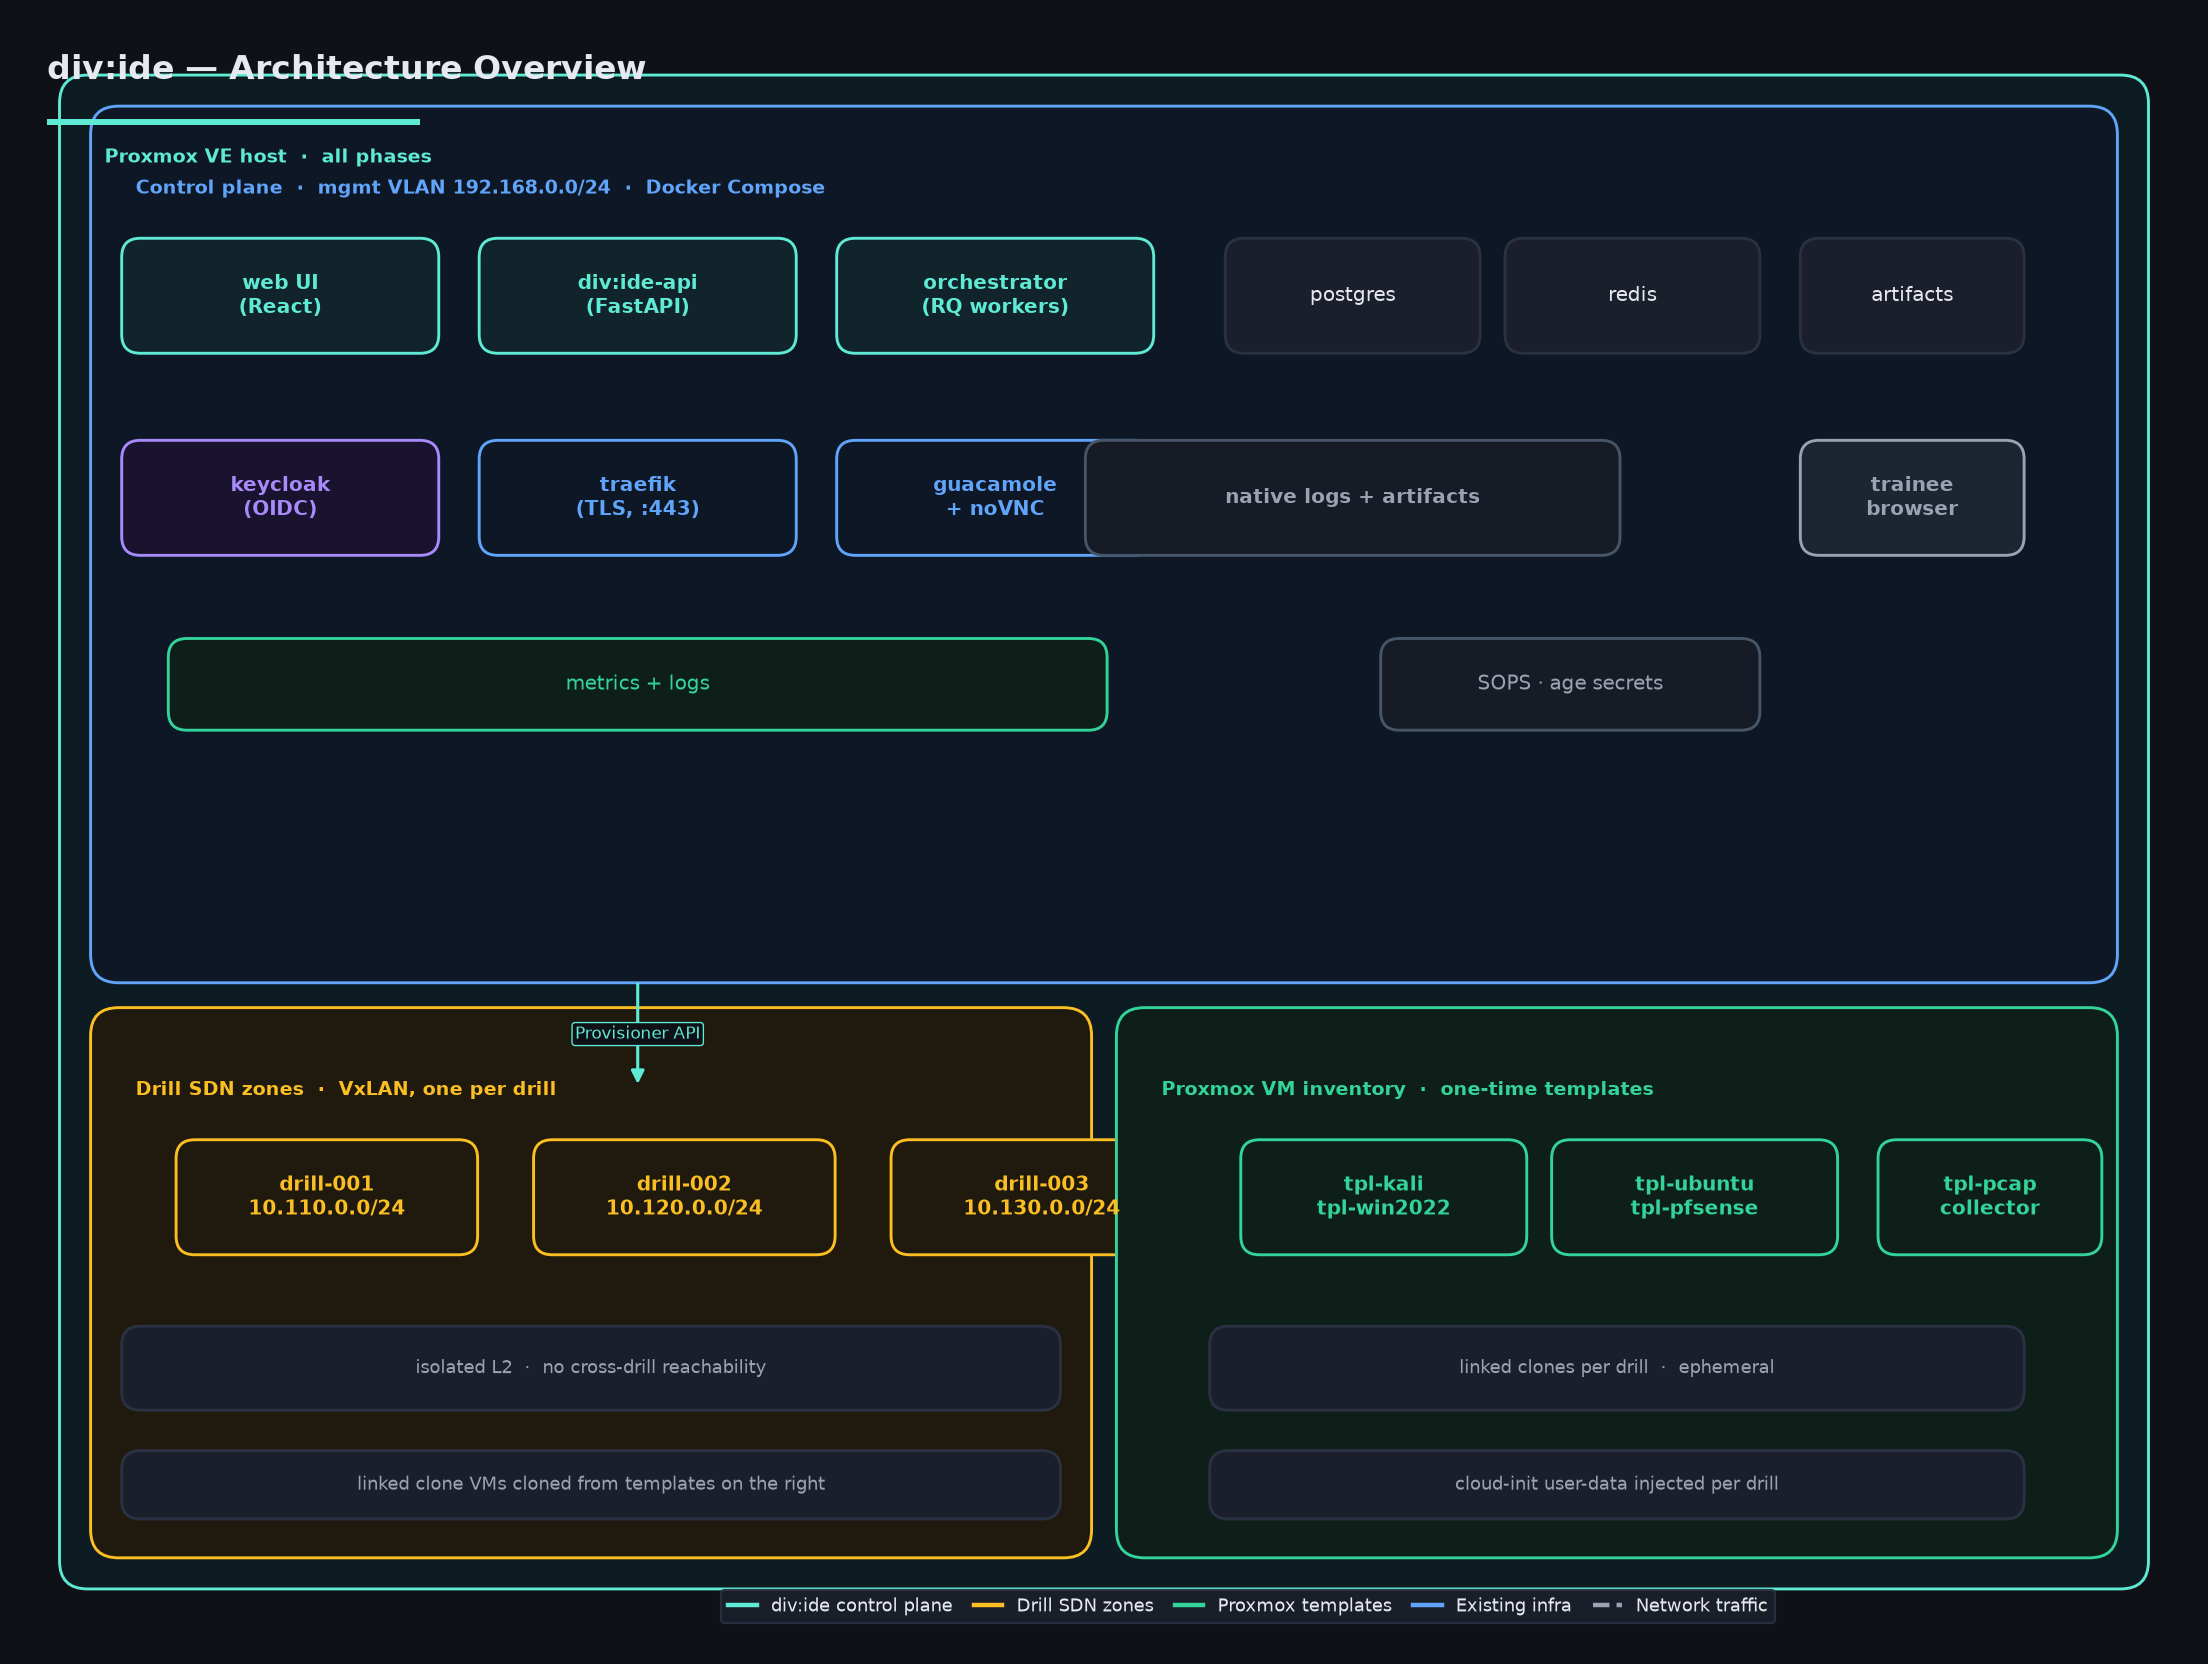 div:ide — Architecture Overview
Proxmox VE host · all phases
Control plane · mgmt VLAN 192.168.0.0/24 · Docker Compose
web UI
(React)
div:ide-api
(FastAPI)
orchestrator
(RQ workers)
postgres
redis
artifacts
keycloak
(OIDC)
traefik
(TLS, :443)
guacamole
+ noVNC
native logs + artifacts
trainee
browser
metrics + logs
SOPS · age secrets
Provisioner API
Drill SDN zones · VxLAN, one per drill
drill-001
10.110.0.0/24
drill-002
10.120.0.0/24
drill-003
10.130.0.0/24
isolated L2 · no cross-drill reachability
linked clone VMs cloned from templates on the right
Proxmox VM inventory · one-time templates
tpl-kali
tpl-win2022
tpl-ubuntu
tpl-pfsense
tpl-pcap
collector
linked clones per drill · ephemeral
cloud-init user-data injected per drill
div:ide control plane
Drill SDN zones
Proxmox templates
Existing infra
Network traffic